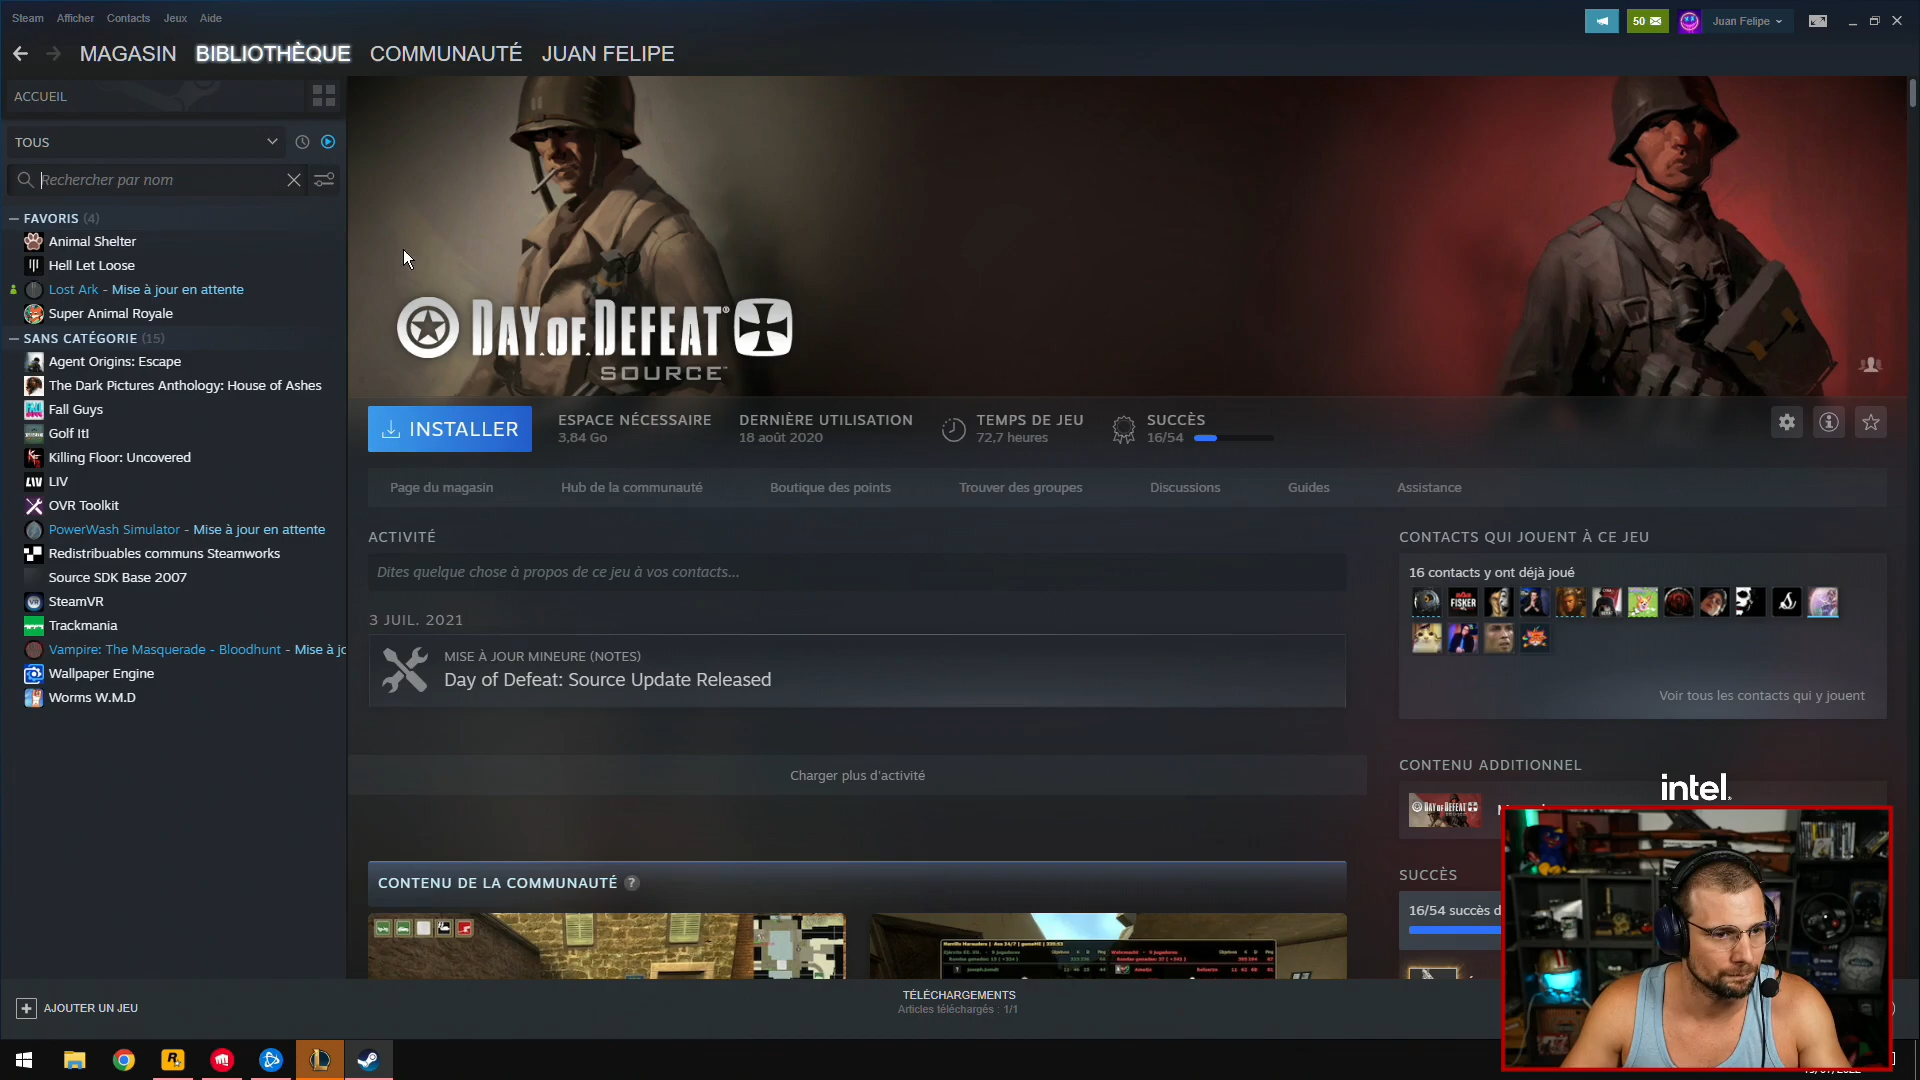 Steam Afficher Contacts Jeux Aide
50
Juan Felipe
MAGASIN BIBLIOTHÈQUE COMMUNAUTÉ JUAN FELIPE
ACCUEIL
TOUS
Rechercher par nom
— FAVORIS (4)
Animal Shelter
Hell Let Loose
Lost Ark - Mise à jour en attente
Super Animal Royale
— SANS CATÉGORIE (15)
Agent Origins: Escape
The Dark Pictures Anthology: House of Ashes
Fall Guys
Golf It!
Killing Floor: Uncovered
LIV
OVR Toolkit
PowerWash Simulator - Mise à jour en attente
Redistribuables communs Steamworks
Source SDK Base 2007
SteamVR
Trackmania
Vampire: The Masquerade - Bloodhunt - Mise à jo
Wallpaper Engine
Worms W.M.D
AJOUTER UN JEU
DAY OF DEFEAT
SOURCE
INSTALLER
ESPACE NÉCESSAIRE
3,84 Go
DERNIÈRE UTILISATION
18 août 2020
TEMPS DE JEU
72,7 heures
SUCCÈS
16/54
Page du magasin
Hub de la communauté
Boutique des points
Trouver des groupes
Discussions
Guides
Assistance
ACTIVITÉ
Dites quelque chose à propos de ce jeu à vos contacts...
3 JUIL. 2021
MISE À JOUR MINEURE (NOTES)
Day of Defeat: Source Update Released
Charger plus d'activité
CONTENU DE LA COMMUNAUTÉ ?
CONTACTS QUI JOUENT À CE JEU
16 contacts y ont déjà joué
FISKER
Voir tous les contacts qui y jouent
CONTENU ADDITIONNEL
DAY OF DEFEAT
intel.
SUCCÈS
16/54 succès d
TÉLÉCHARGEMENTS
Articles téléchargés : 1/1